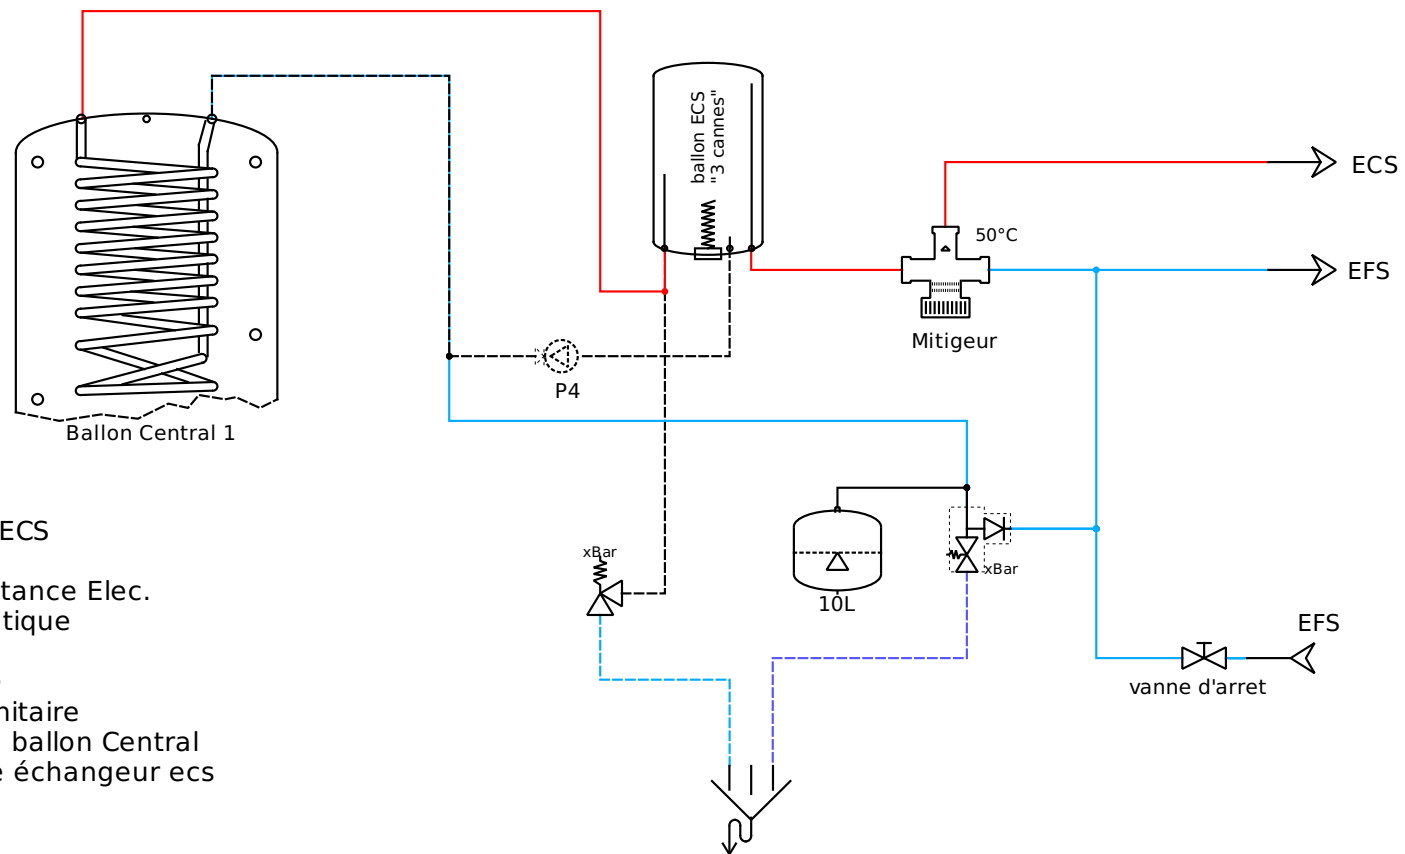 ballon ECS
"3 cannes"
ECS
50°C
EFS
Mitigeur
P4
Ballon Central 1
ECS
xBar
xBar
tance Elec.
10L
tique
EFS
vanne d'arret
nitaire
ballon Central
échangeur ecs